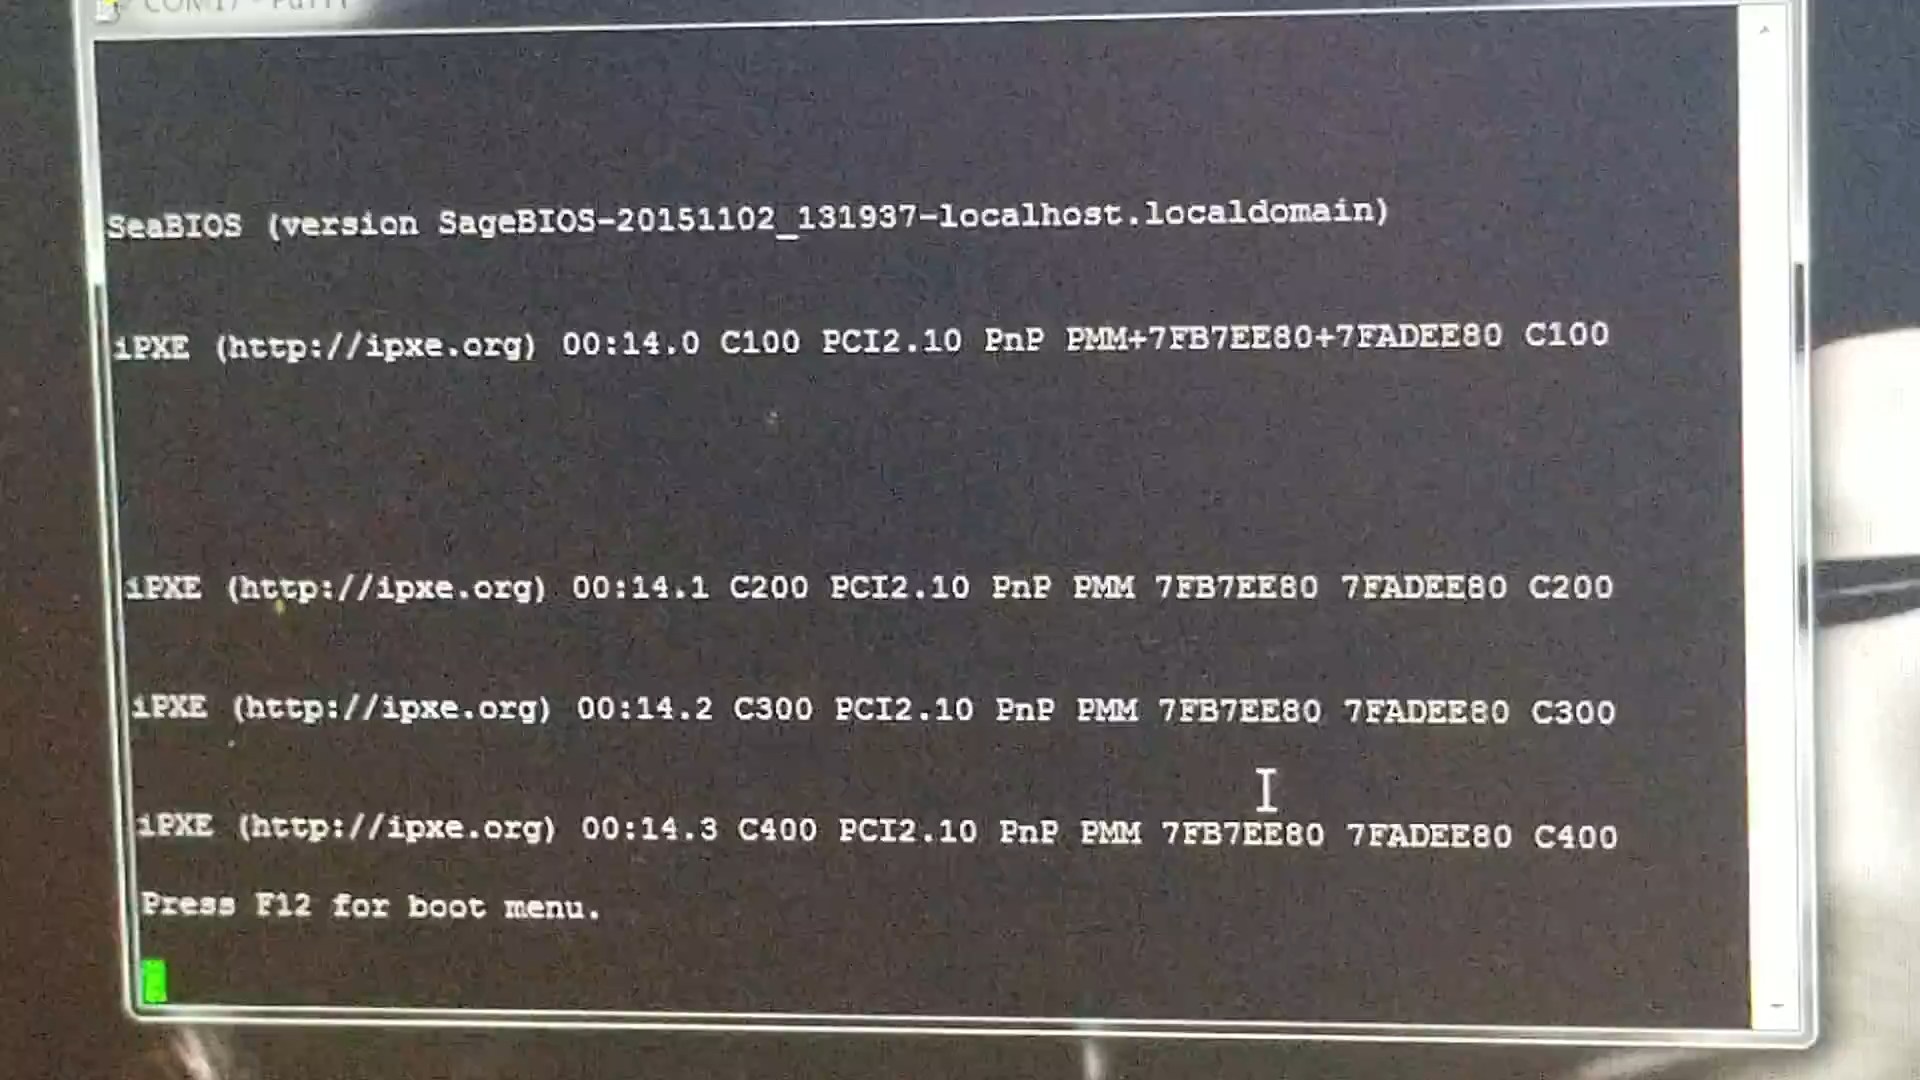 SeaBIOS (version SageBIOS-20151102_131937-localhost.localdomain)
iPXE (http://ipxe.org) 00:14.0 C100 PCI2.10 PnP PMM+7FB7EE80+7FADEE80 C100
iPXE (http://ipxe.org) 00:14.1 C200 PCI2.10 PnP PMM 7FB7EE80 7FADEE80 C200
iPXE (http://ipxe.org) 00:14.2 C300 PCI2.10 PnP PMM 7FB7EE80 7FADEE80 C300
iPXE (http://ipxe.org) 00:14.3 C400 PCI2.10 PnP PMM 7FB7EE80 7FADEE80 C400
Press F12 for boot menu.